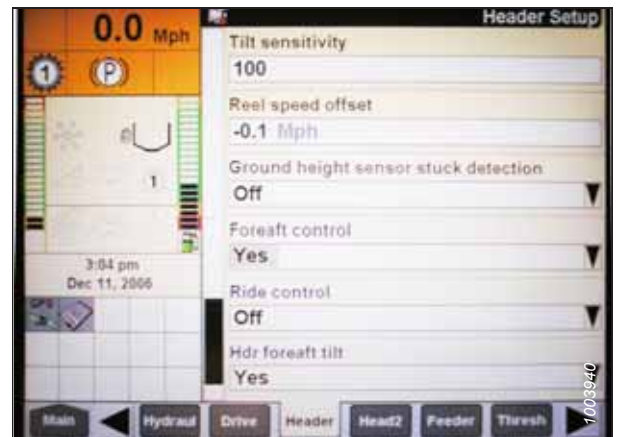 0.0 Mph
Header Setup
Tilt sensitivity
100
1
P
Reel speed offset
-0.1 Mph
Ground height sensor stuck detection
Off
1
Foreaft control
Yes
3:04 pm
Dec 11, 2006
Ride control
GPS
Off
Hdr foreaft tilt
Yes
1003940
Main
Hydraul
Drive
Header
Head2
Feeder
Thresh